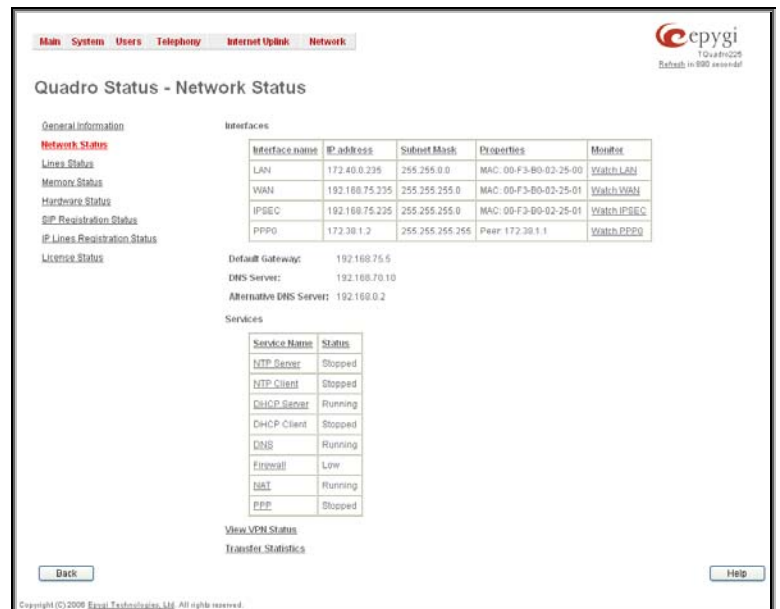 Main System Users Telephony Internet Uplink Network
epygi
TQuadro225
Refresh in 890 seconds!
Quadro Status - Network Status
General Information
Network Status
Lines Status
Memory Status
Hardware Status
SIP Registration Status
IP Lines Registration Status
License Status
Interfaces
Interface name IP address Subnet Mask Properties Monitor
LAN 172.40.0.235 255.255.0.0 MAC: 00-F3-B0-02-25-00 Watch LAN
WAN 192.168.75.235 255.255.255.0 MAC: 00-F3-B0-02-25-01 Watch WAN
IPSEC 192.168.75.235 255.255.255.0 MAC: 00-F3-B0-02-25-01 Watch IPSEC
PPP0 172.38.1.2 255.255.255.255 Peer: 172.38.1.1 Watch PPP0
Default Gateway: 192.168.75.5
DNS Server: 192.168.70.10
Alternative DNS Server: 192.168.0.2
Services
Service Name Status
NTP Server Stopped
NTP Client Stopped
DHCP Server Running
DHCP Client Stopped
DNS Running
Firewall Low
NAT Running
PPP Stopped
View VPN Status
Transfer Statistics
Back
Help
Copyright (C) 2008 Epygi Technologies, Ltd. All rights reserved.